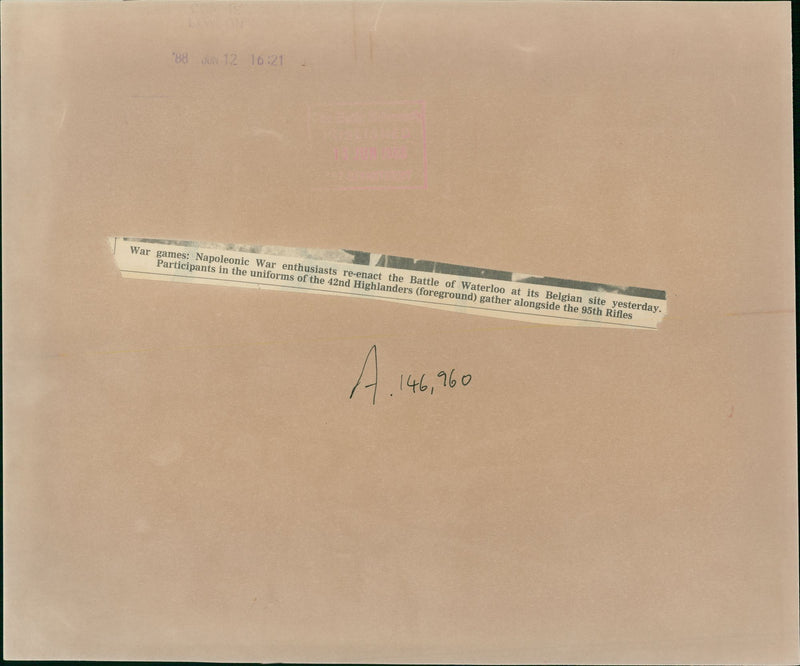 '88 JUN 12 16:21
War games: Napoleonic War enthusiasts re-enact the Battle of Waterloo at its Belgian site yesterday.
Participants in the uniforms of the 42nd Highlanders (foreground) gather alongside the 95th Rifles
A. 146,960